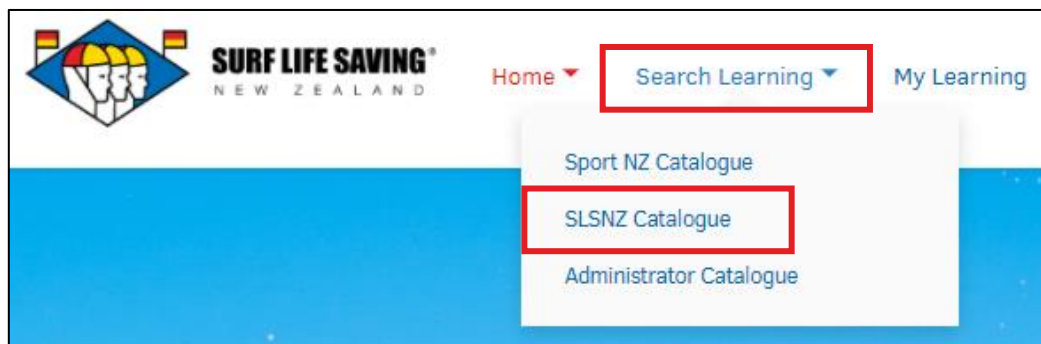 SURF LIFE SAVING®
NEW ZEALAND
Home Search Learning My Learning
Sport NZ Catalogue
SLSNZ Catalogue
Administrator Catalogue